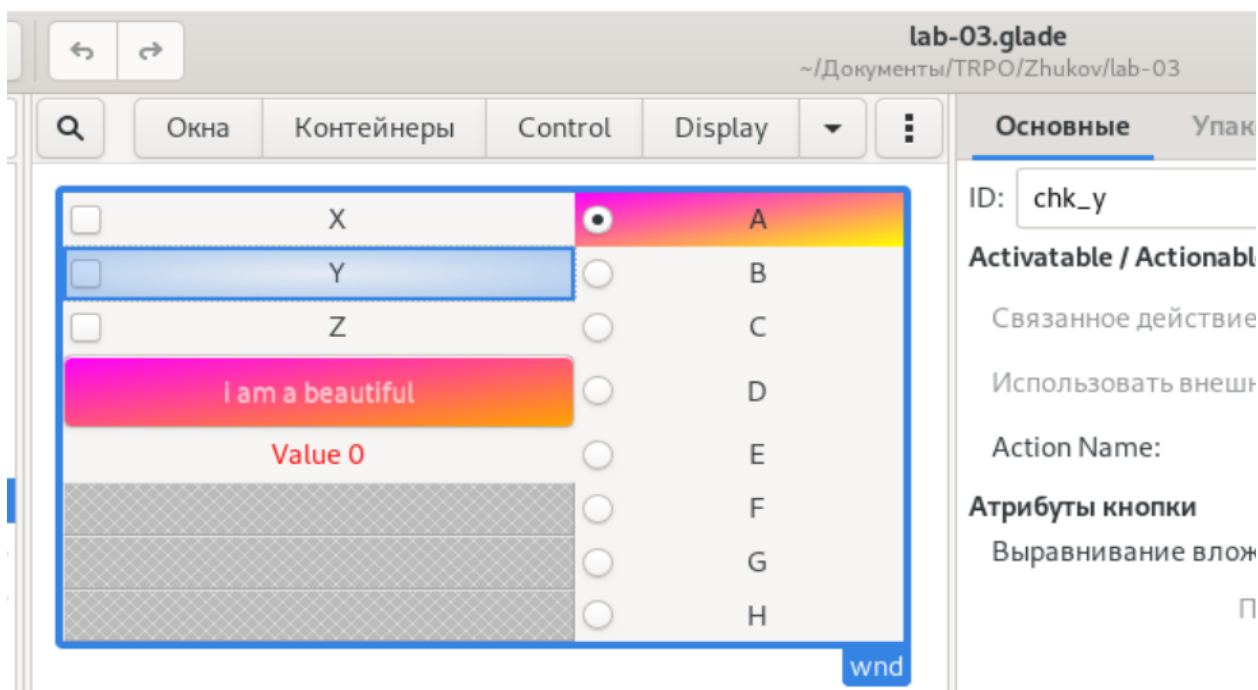 lab-03.glade
~/Документы/TRPO/Zhukov/lab-03
Окна Контейнеры Control Display
Основные
ID: chk_y
Activatable / Actionabl
Связанное действие
Использовать внешн
Action Name:
Атрибуты кнопки
Выравнивание влож
X A
Y B
Z C
i am a beautiful D
Value 0 E
F
G
H
wnd